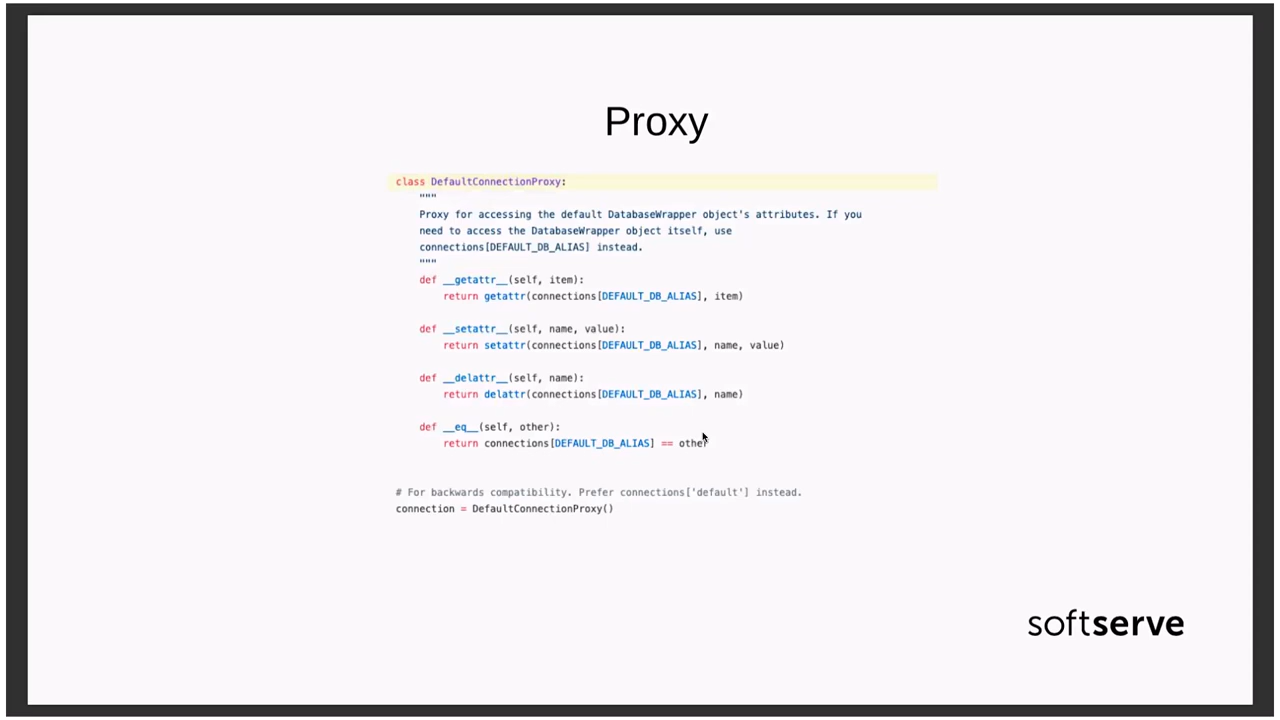 Proxy
class DefaultConnectionProxy:
"""
Proxy for accessing the default DatabaseWrapper object's attributes. If you
need to access the DatabaseWrapper object itself, use
connections[DEFAULT_DB_ALIAS] instead.
"""
def __getattr__(self, item):
return getattr(connections[DEFAULT_DB_ALIAS], item)
def __setattr__(self, name, value):
return setattr(connections[DEFAULT_DB_ALIAS], name, value)
def __delattr__(self, name):
return delattr(connections[DEFAULT_DB_ALIAS], name)
def __eq__(self, other):
return connections[DEFAULT_DB_ALIAS] == other
# For backwards compatibility. Prefer connections['default'] instead.
connection = DefaultConnectionProxy()
softserve